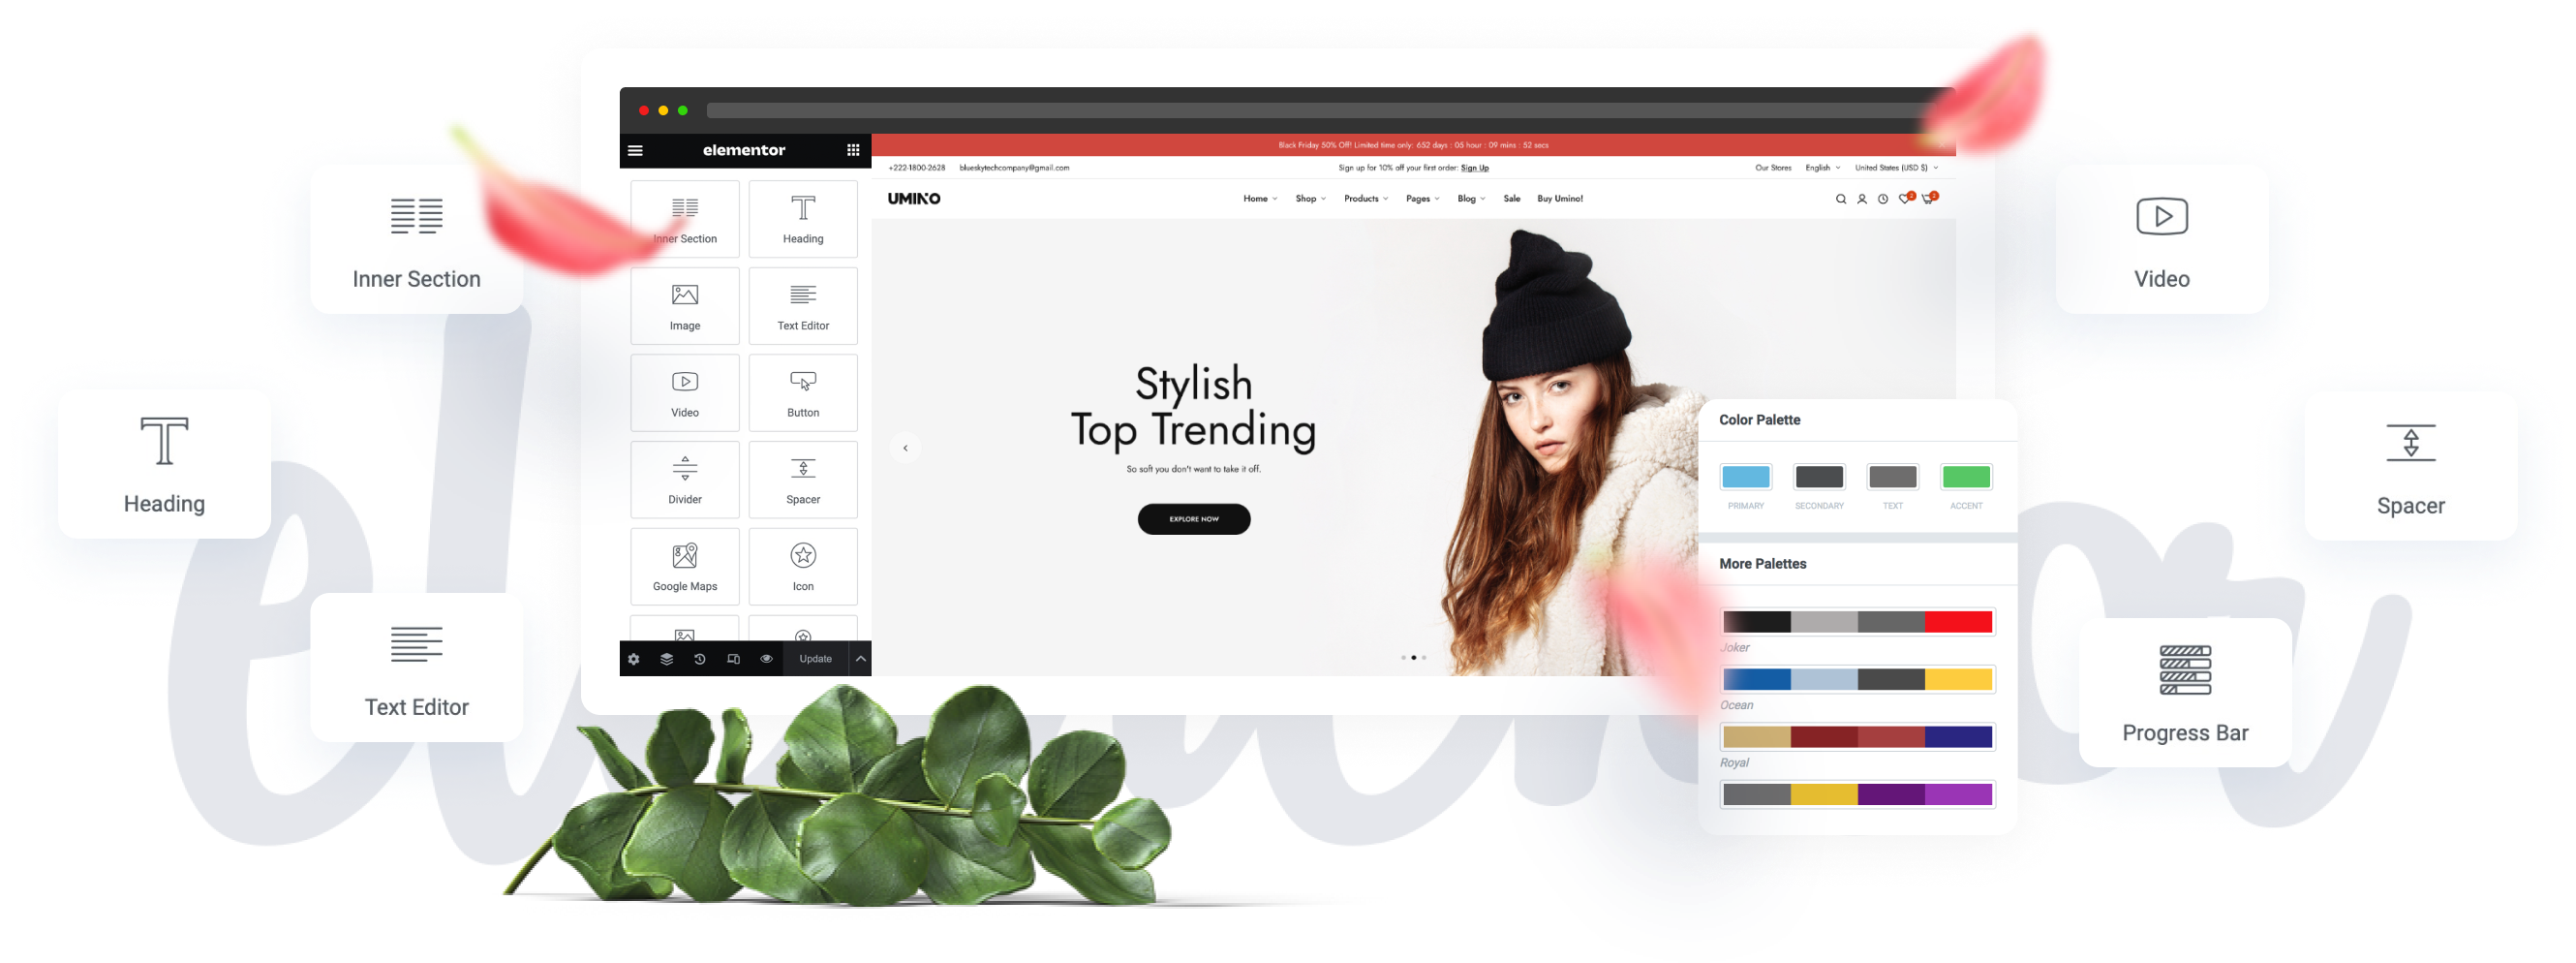 elementor
Black Friday 50% Off! Limited time only: 652 days : 05 hour : 09 mins : 52 secs
+222-1800-2628 blueskytechcompany@gmail.com Sign up for 10% off your first order: Sign Up Our Stores English United States (USD $)
UMINO Home Shop Products Pages Blog Sale Buy Umino!
Inner Section
Heading
Text Editor
Inner Section Heading
Image Text Editor
Video Button
Divider Spacer
Google Maps Icon
Update
Stylish
Top Trending
So soft you don't want to take it off.
EXPLORE NOW
Color Palette
PRIMARY SECONDARY TEXT ACCENT
More Palettes
Joker
Ocean
Royal
Video
Spacer
Progress Bar